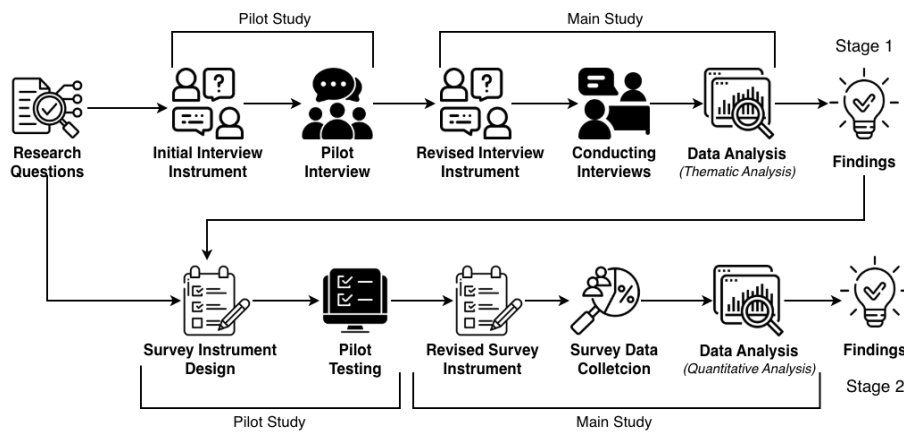 Pilot Study
Main Study
Stage 1
Research
Questions
Initial Interview
Instrument
Pilot
Interview
Revised Interview
Instrument
Conducting
Interviews
Data Analysis
(Thematic Analysis)
Findings
Survey Instrument
Design
Pilot
Testing
Revised Survey
Instrument
Survey Data
Colletcion
Data Analysis
(Quantitative Analysis)
Findings
Stage 2
Pilot Study
Main Study